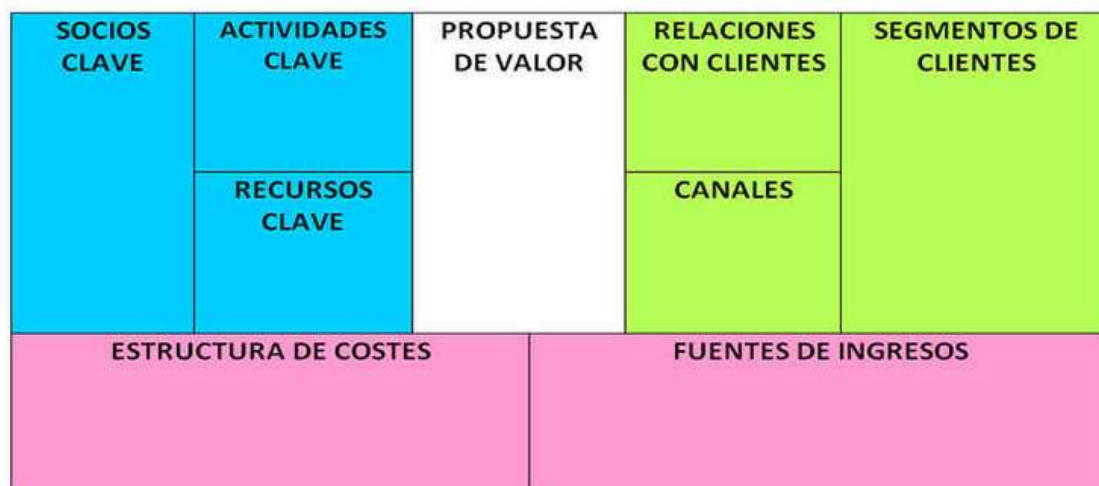 SOCIOS
CLAVE
ACTIVIDADES
CLAVE
RECURSOS
CLAVE
PROPUESTA
DE VALOR
RELACIONES
CON CLIENTES
CANALES
SEGMENTOS DE
CLIENTES
ESTRUCTURA DE COSTES
FUENTES DE INGRESOS